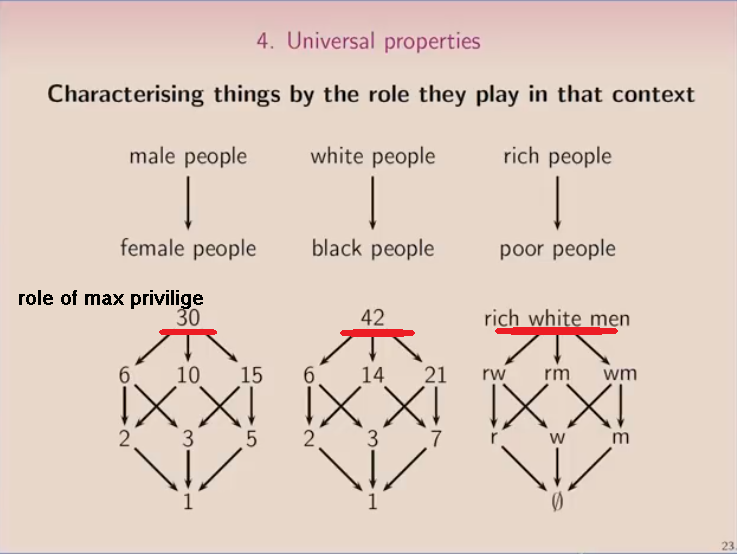 4. Universal properties
Characterising things by the role they play in that context
male people white people rich people
female people black people poor people
role of max privilige
30 42 rich white men
6 10 15 6 14 21 rw rm wm
2 3 5 2 3 7 r w m
1 1 ∅
23